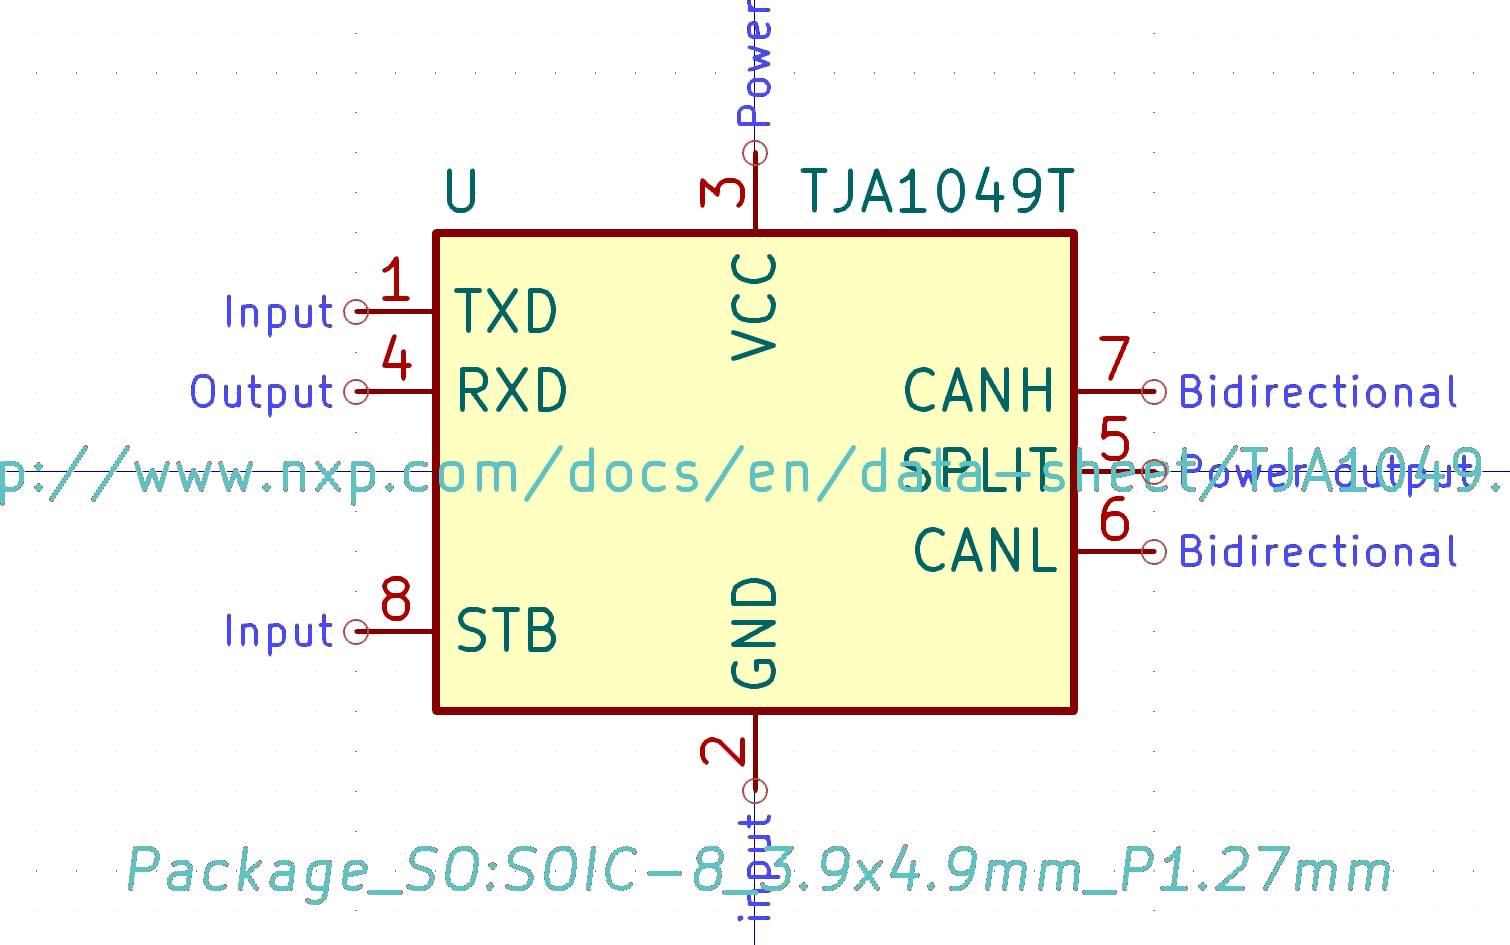 Power
U
3
TJA1049T
1
Input
TXD
VCC
4
Output
RXD
7
CANH
Bidirectional
5
SPLIT
Power output
p://www.nxp.com/docs/en/data-sheet/TJA1049.
6
CANL
Bidirectional
8
Input
STB
GND
2
input
Package_SO:SOIC-8_3.9x4.9mm_P1.27mm